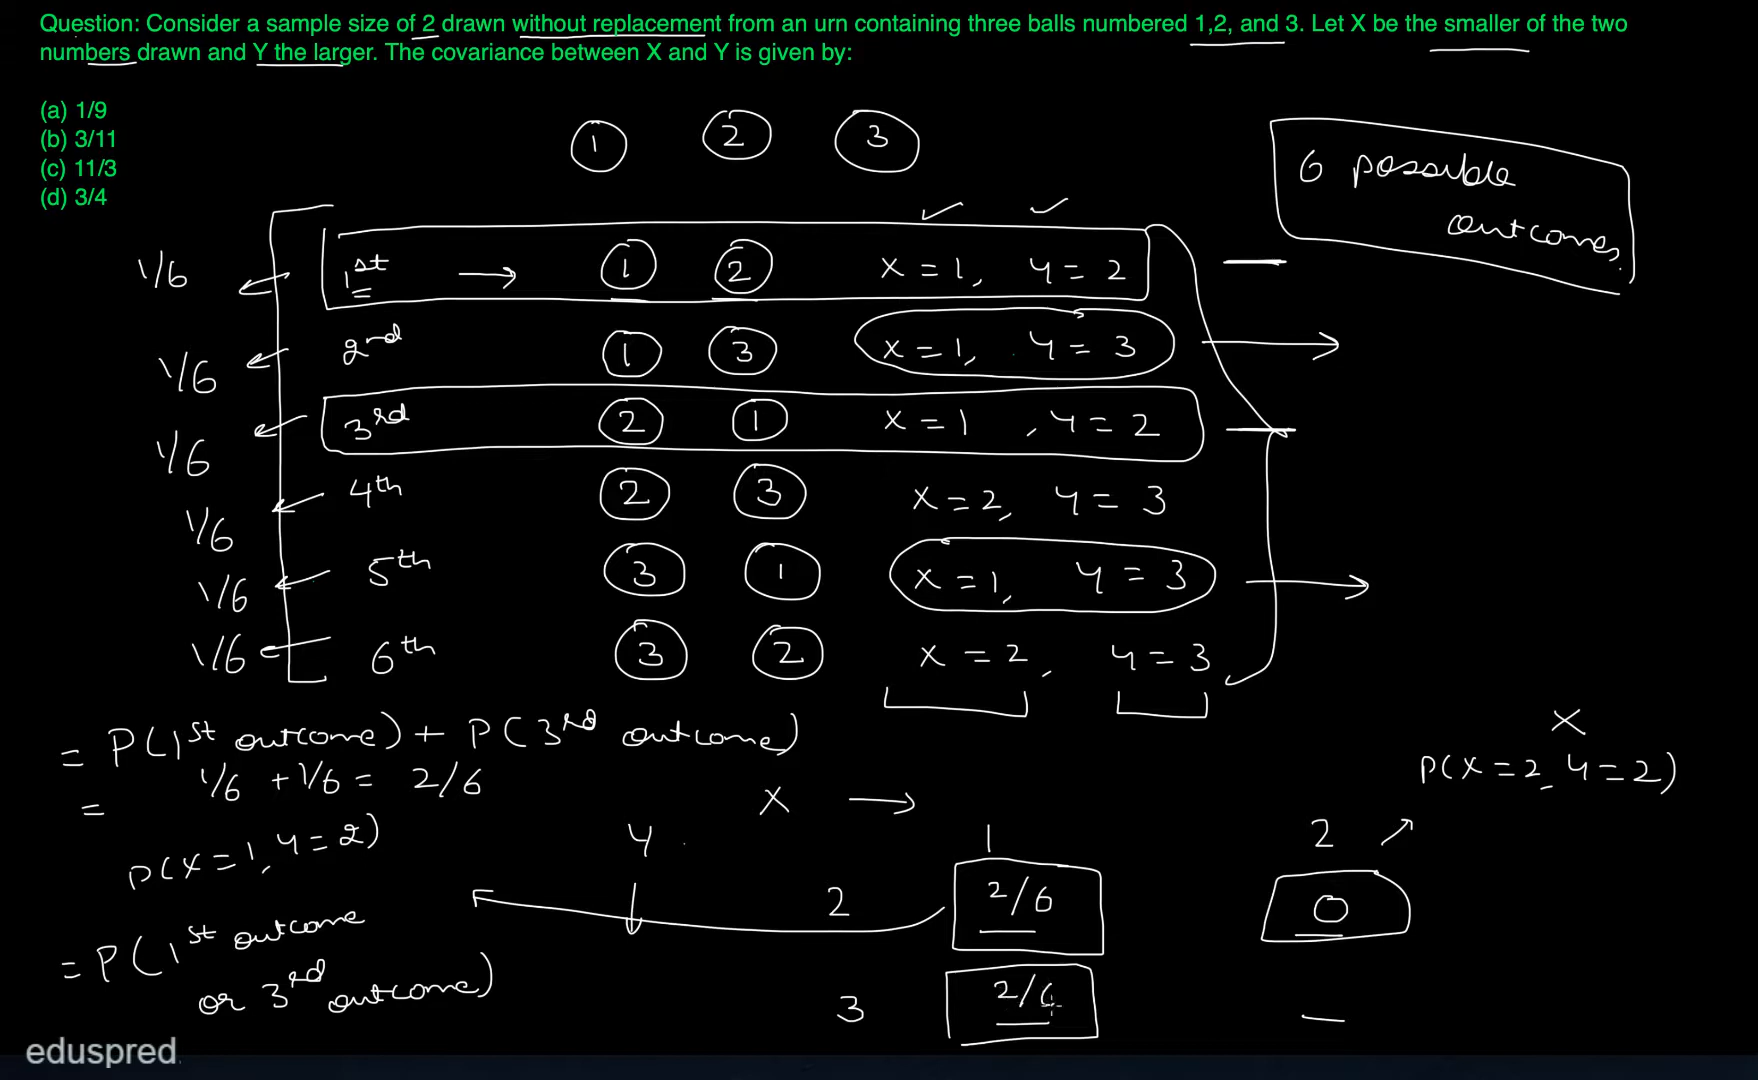 Question: Consider a sample size of 2 drawn without replacement from an urn containing three balls numbered 1,2, and 3. Let X be the smaller of the two
numbers drawn and Y the larger. The covariance between X and Y is given by:
(a) 1/9
(b) 3/11
(c) 11/3
(d) 3/4
1 2 3
6 possible
outcomes.
1/6 1st → 1 2 x = 1, y = 2
1/6 2nd 1 3 x = 1, y = 3
1/6 3rd 2 1 x = 1, y = 2
1/6 4th 2 3 x = 2, y = 3
1/6 5th 3 1 x = 1, y = 3
1/6 6th 3 2 x = 2, y = 3
= P(1st outcome) + P(3rd outcome)
= 1/6 + 1/6 = 2/6
X
P(X = 2, Y = 2)
X →
P(X = 1, Y = 2)
Y 1 2
= P(1st outcome
or 3rd outcome)
2 2/6 0
3 2/6 —
eduspred